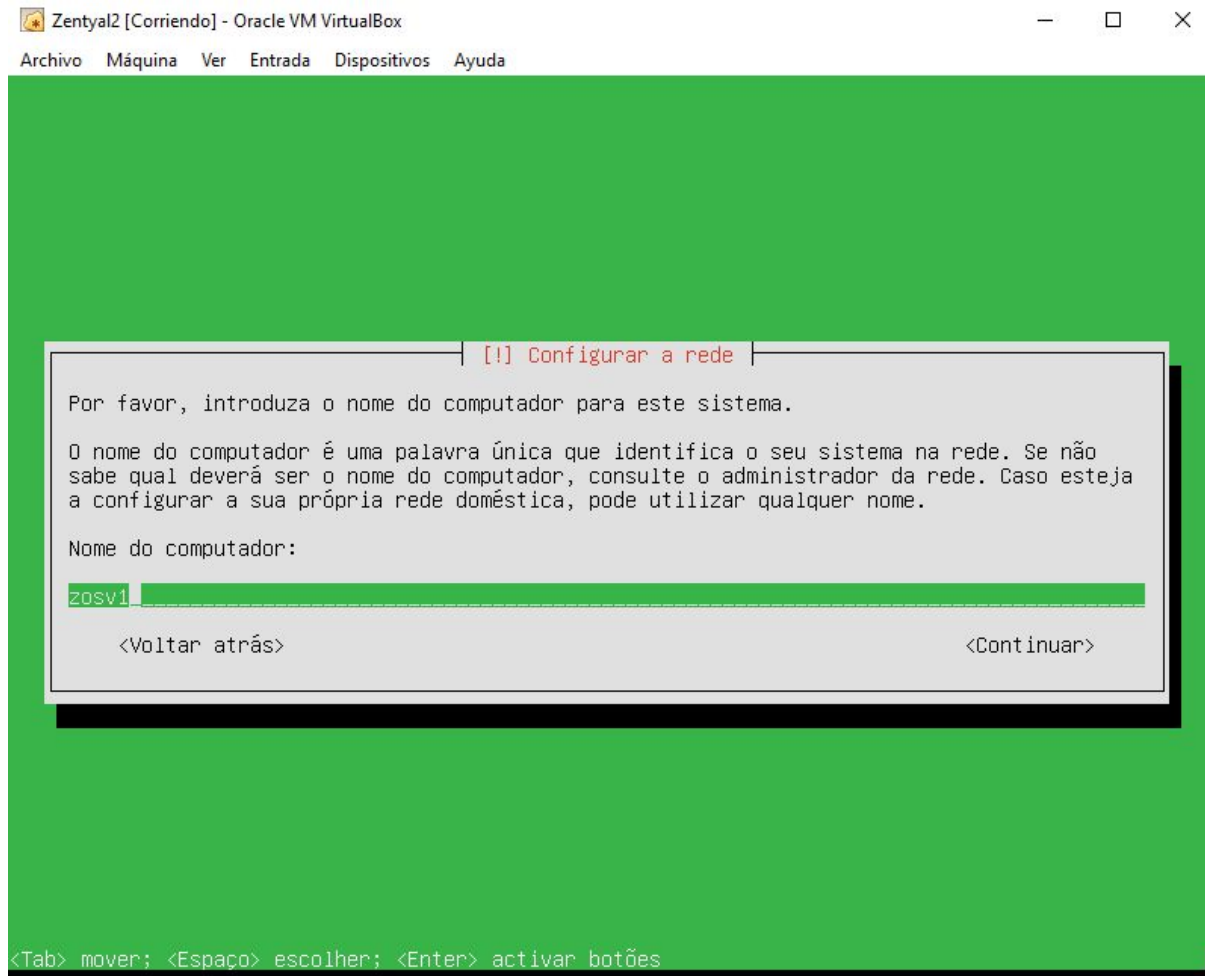 Zentyal2 [Corriendo] - Oracle VM VirtualBox
Archivo Máquina Ver Entrada Dispositivos Ayuda
[!] Configurar a rede
Por favor, introduza o nome do computador para este sistema.
O nome do computador é uma palavra única que identifica o seu sistema na rede. Se não
sabe qual deverá ser o nome do computador, consulte o administrador da rede. Caso esteja
a configurar a sua própria rede doméstica, pode utilizar qualquer nome.
Nome do computador:
zosv1
<Voltar atrás> <Continuar>
<Tab> mover; <Espaço> escolher; <Enter> activar botões